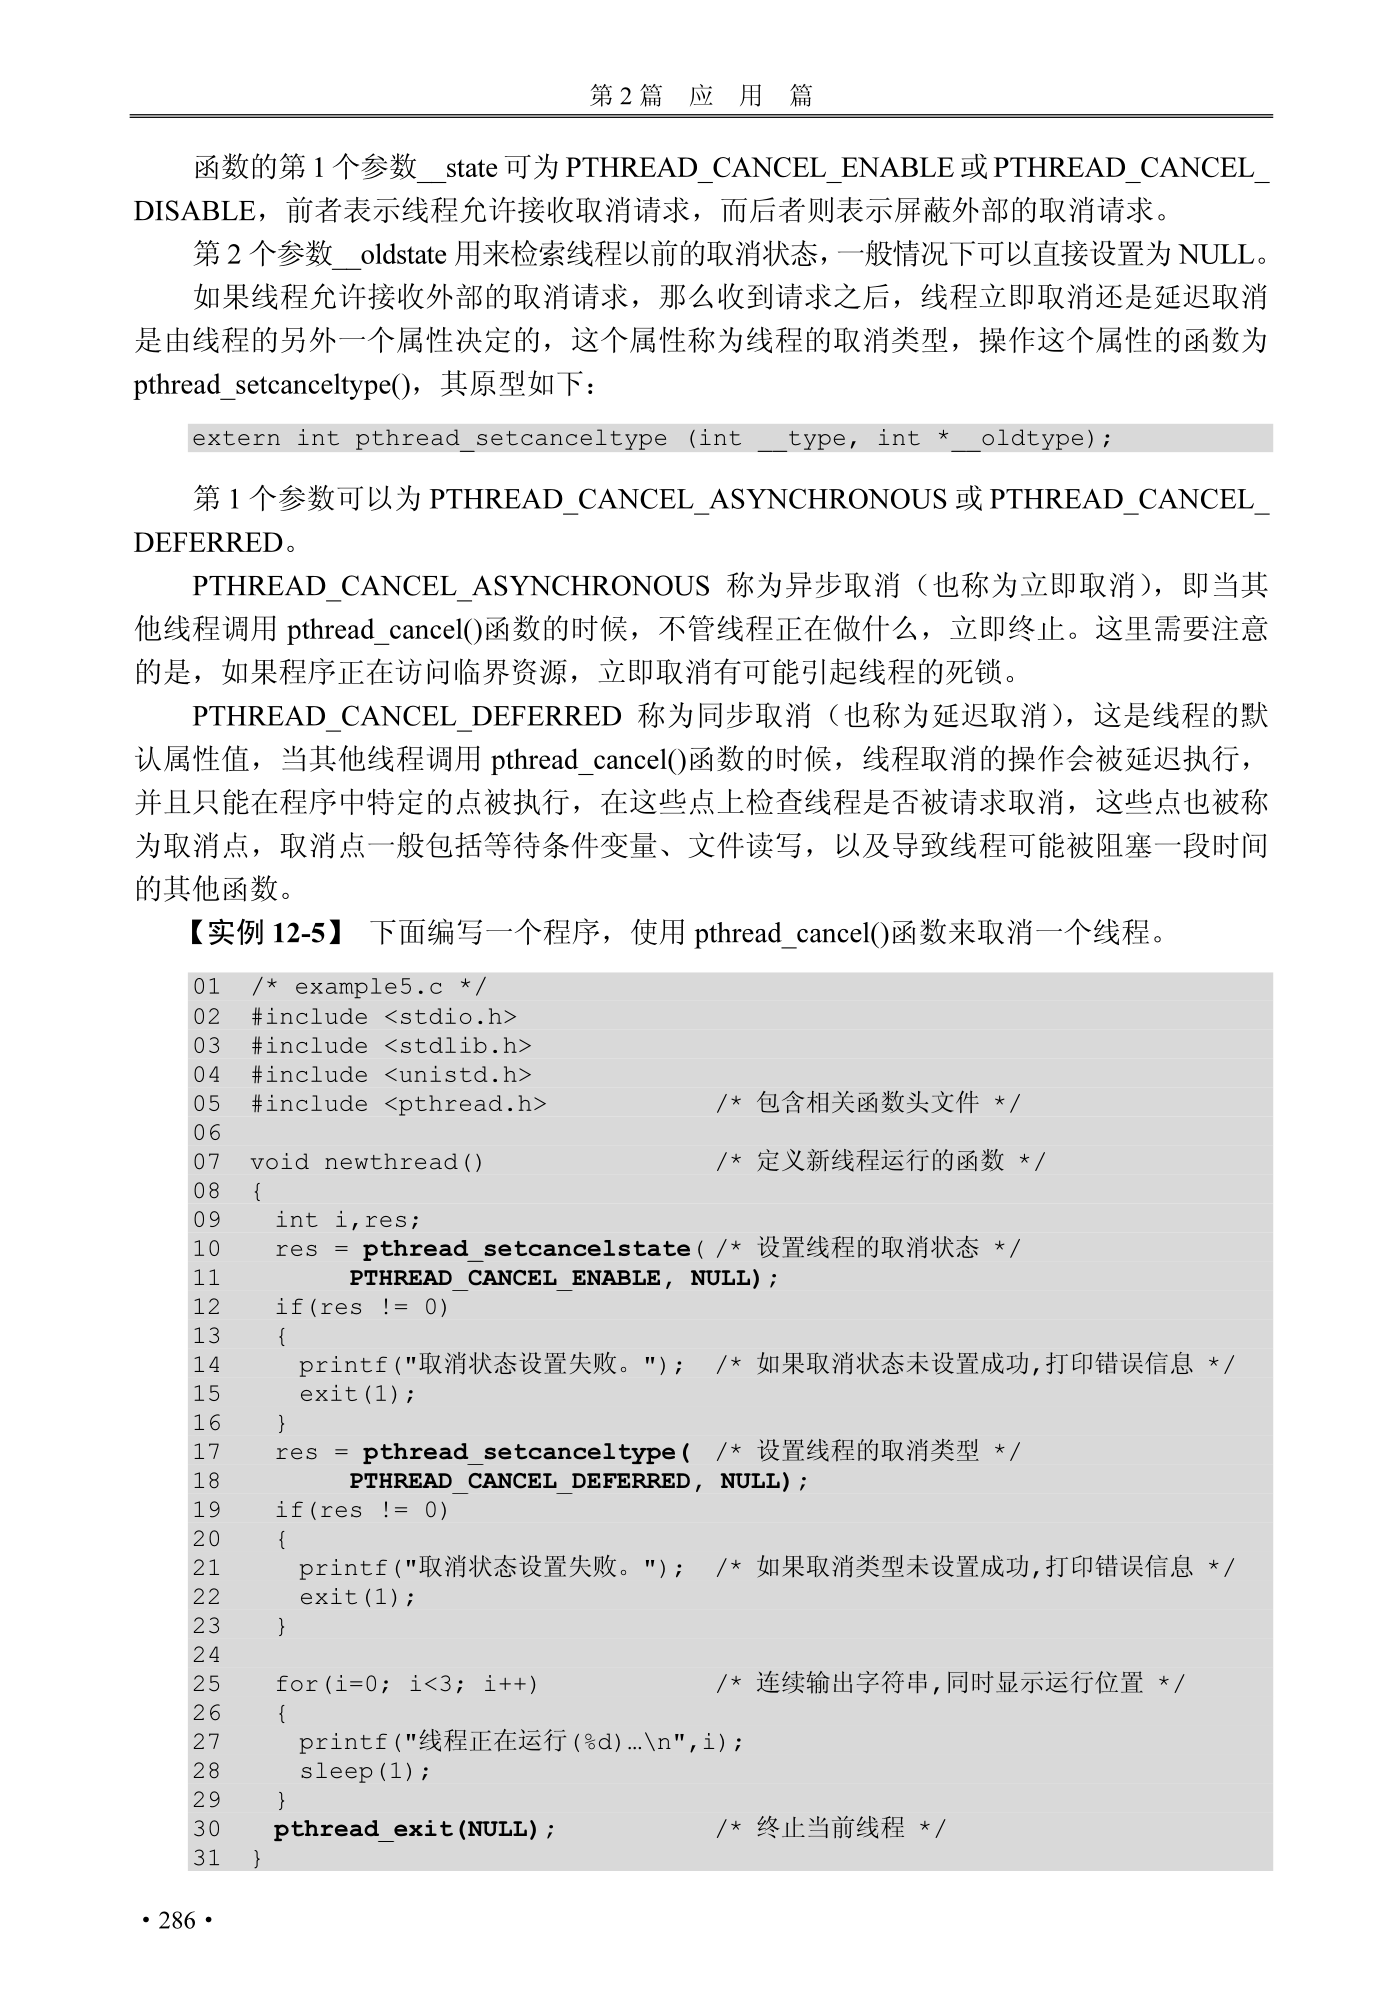 第 2 篇 应 用 篇
函数的第 1 个参数__state 可为 PTHREAD_CANCEL_ENABLE 或 PTHREAD_CANCEL_
DISABLE，前者表示线程允许接收取消请求，而后者则表示屏蔽外部的取消请求。
第 2 个参数__oldstate 用来检索线程以前的取消状态，一般情况下可以直接设置为 NULL。
如果线程允许接收外部的取消请求，那么收到请求之后，线程立即取消还是延迟取消
是由线程的另外一个属性决定的，这个属性称为线程的取消类型，操作这个属性的函数为
pthread_setcanceltype()，其原型如下：
extern int pthread_setcanceltype (int __type, int *__oldtype);
第 1 个参数可以为 PTHREAD_CANCEL_ASYNCHRONOUS 或 PTHREAD_CANCEL_
DEFERRED。
PTHREAD_CANCEL_ASYNCHRONOUS 称为异步取消（也称为立即取消），即当其
他线程调用 pthread_cancel()函数的时候，不管线程正在做什么，立即终止。这里需要注意
的是，如果程序正在访问临界资源，立即取消有可能引起线程的死锁。
PTHREAD_CANCEL_DEFERRED 称为同步取消（也称为延迟取消），这是线程的默
认属性值，当其他线程调用 pthread_cancel()函数的时候，线程取消的操作会被延迟执行，
并且只能在程序中特定的点被执行，在这些点上检查线程是否被请求取消，这些点也被称
为取消点，取消点一般包括等待条件变量、文件读写，以及导致线程可能被阻塞一段时间
的其他函数。
【实例 12-5】 下面编写一个程序，使用 pthread_cancel()函数来取消一个线程。
01 /* example5.c */
02 #include <stdio.h>
03 #include <stdlib.h>
04 #include <unistd.h>
05 #include <pthread.h> /* 包含相关函数头文件 */
06
07 void newthread() /* 定义新线程运行的函数 */
08 {
09 int i,res;
10 res = pthread_setcancelstate( /* 设置线程的取消状态 */
11 PTHREAD_CANCEL_ENABLE, NULL);
12 if(res != 0)
13 {
14 printf("取消状态设置失败。"); /* 如果取消状态未设置成功,打印错误信息 */
15 exit(1);
16 }
17 res = pthread_setcanceltype( /* 设置线程的取消类型 */
18 PTHREAD_CANCEL_DEFERRED, NULL);
19 if(res != 0)
20 {
21 printf("取消状态设置失败。"); /* 如果取消类型未设置成功,打印错误信息 */
22 exit(1);
23 }
24
25 for(i=0; i<3; i++) /* 连续输出字符串,同时显示运行位置 */
26 {
27 printf("线程正在运行(%d)…\n",i);
28 sleep(1);
29 }
30 pthread_exit(NULL); /* 终止当前线程 */
31 }
·286·